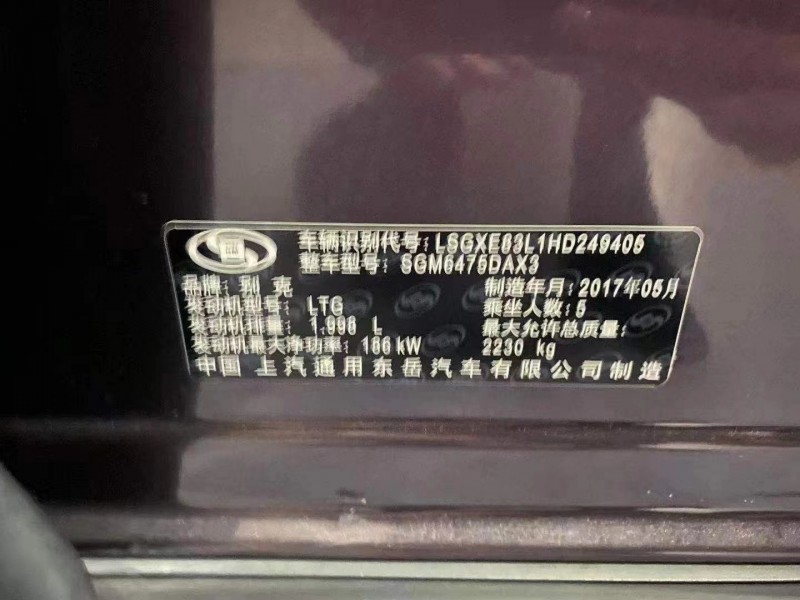 车辆识别代号: LSGXE83L1HD249405
整车型号: SGM6475DAX3
品牌: 别克 制造年月: 2017年05月
发动机型号: LTG 乘坐人数: 5
发动机排量: 1.998 L 最大允许总质量:
发动机最大净功率: 186 kW 2230 kg
中国 上汽通用东岳汽车有限公司制造